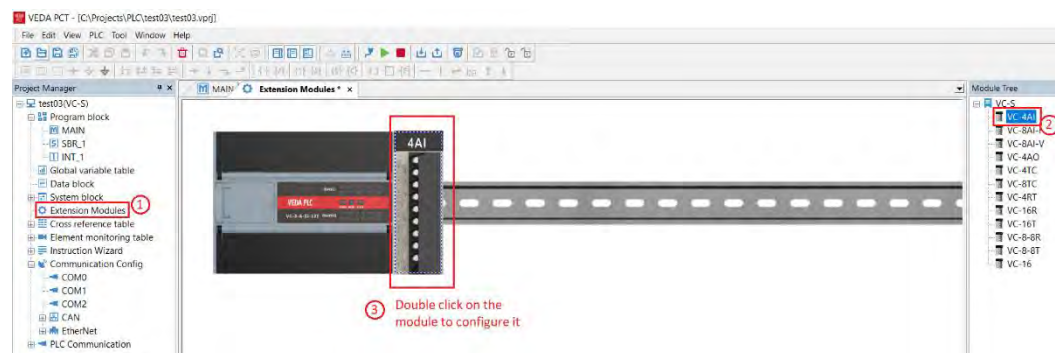 VEDA PCT - [C:\Projects\PLC\test03\test03.vprj]
File Edit View PLC Tool Window Help
Project Manager
MAIN
Extension Modules *
Module Tree
test03(VC-S)
Program block
MAIN
SBR_1
INT_1
Global variable table
Data block
System block
Extension Modules
1
Cross reference table
Element monitoring table
Instruction Wizard
Communication Config
COM0
COM1
COM2
CAN
EtherNet
PLC Communication
4AI
VEDA PLC
3 Double click on the
module to configure it
VC-S
VC-4AI
2
VC-8AI-V
VC-4AO
VC-4TC
VC-8TC
VC-4RT
VC-16R
VC-16T
VC-8-8R
VC-8-8T
VC-16